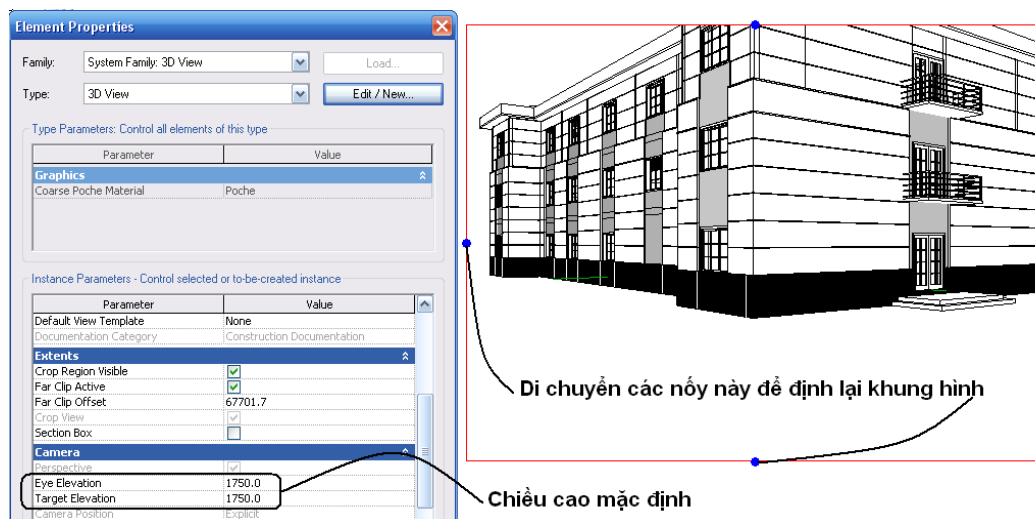 Element Properties
Family: System Family: 3D View Load...
Type: 3D View Edit / New...
Type Parameters: Control all elements of this type
Parameter Value
Graphics
Coarse Poche Material Poche
Instance Parameters - Control selected or to-be-created instance
Parameter Value
Default View Template None
Documentation Category Construction Documentation
Extents
Crop Region Visible
Far Clip Active
Far Clip Offset 67701.7
Crop View
Section Box
Camera
Perspective
Eye Elevation 1750.0
Target Elevation 1750.0
Camera Position Explicit
Di chuyển các nốy này để định lại khung hình
Chiều cao mặc định